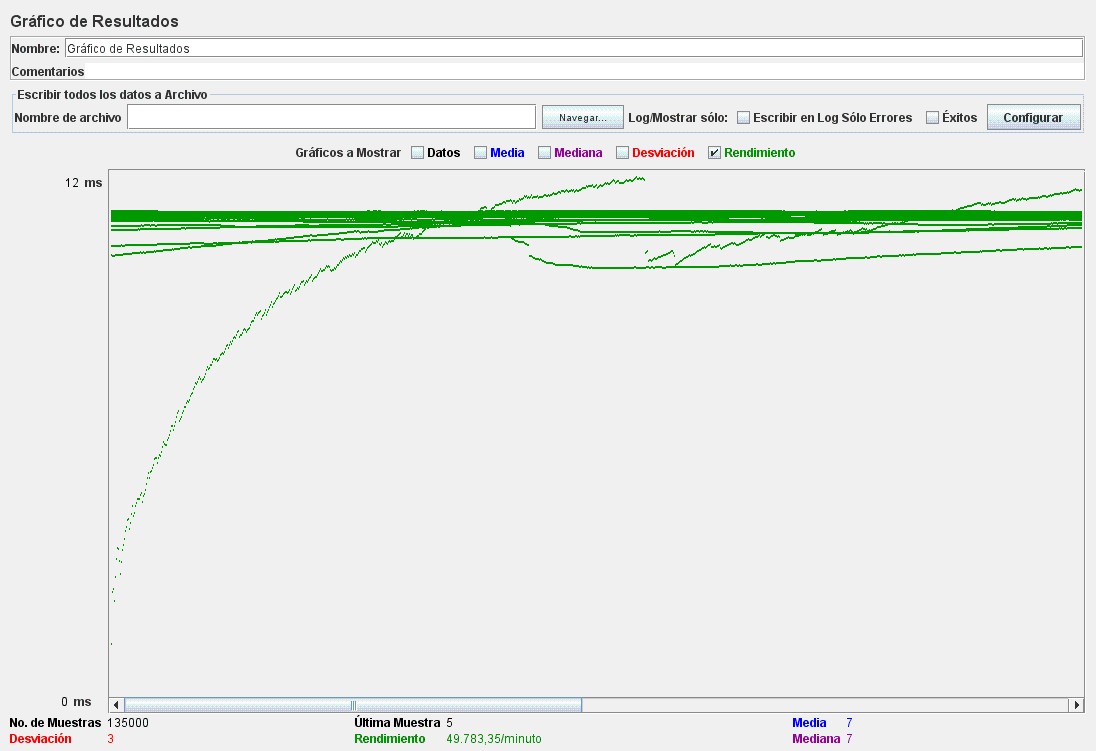 Gráfico de Resultados
Nombre: Gráfico de Resultados
Comentarios
Escribir todos los datos a Archivo
Nombre de archivo Navegar... Log/Mostrar sólo: Escribir en Log Sólo Errores Éxitos Configurar
Gráficos a Mostrar Datos Media Mediana Desviación Rendimiento
12 ms
0 ms
No. de Muestras 135000 Última Muestra 5 Media 7
Desviación 3 Rendimiento 49.783,35/minuto Mediana 7